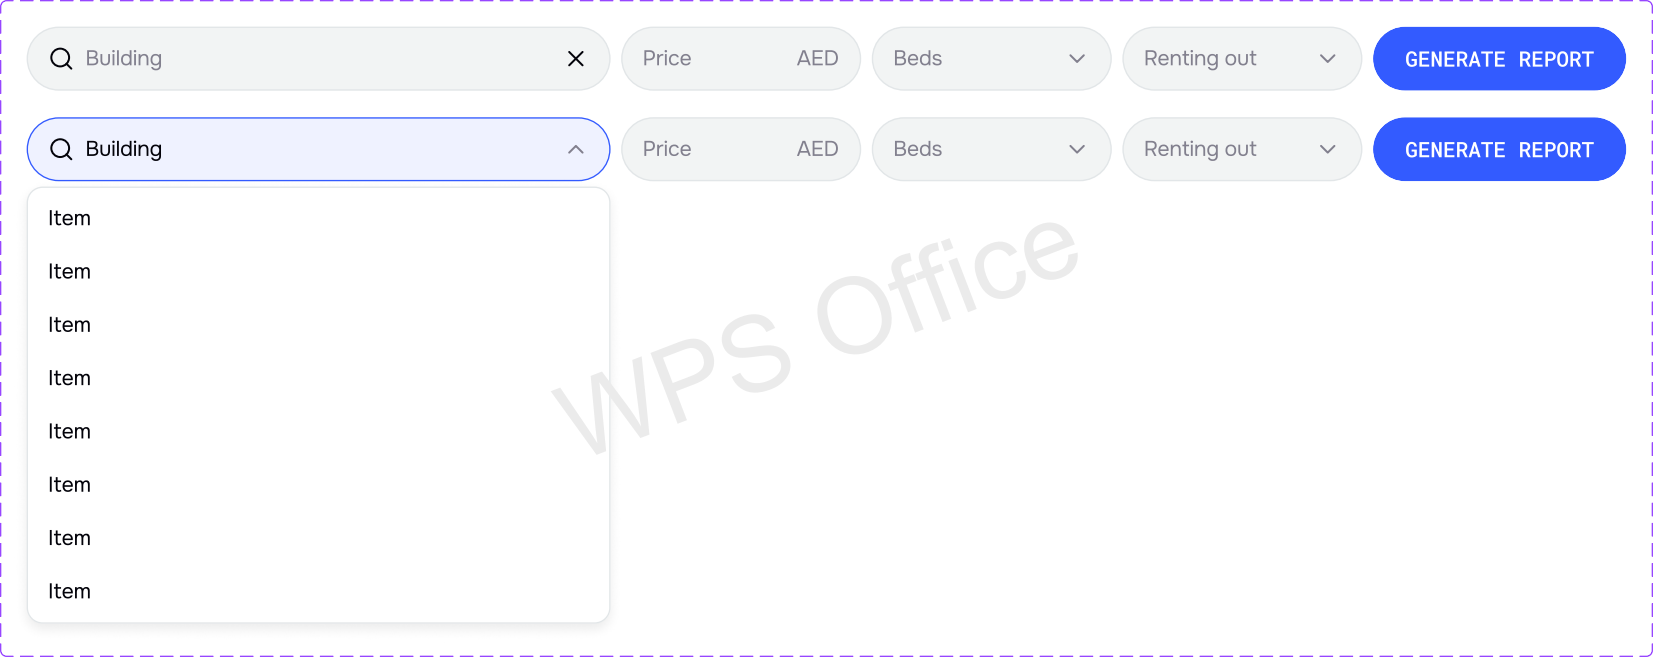 Building Price AED Beds Renting out GENERATE REPORT
Building Price AED Beds Renting out GENERATE REPORT
Item
Item
Item
Item
Item
Item
Item
Item
WPS Office